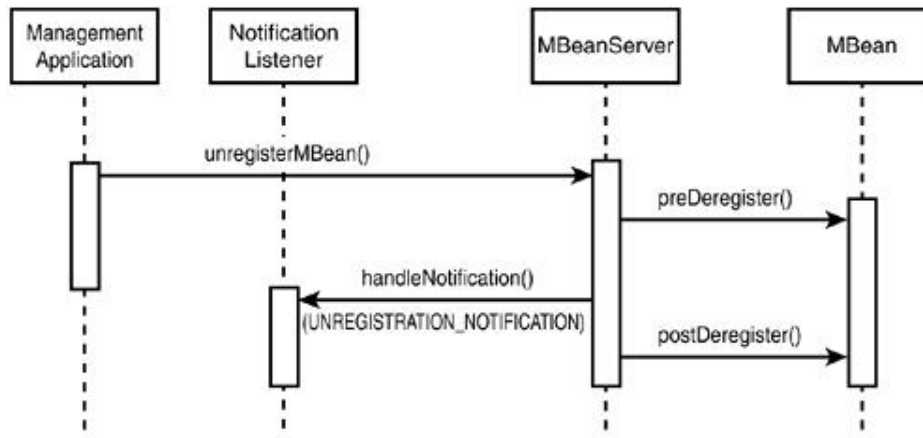 Management
Application
Notification
Listener
MBeanServer
MBean
unregisterMBean()
preDeregister()
handleNotification()
(UNREGISTRATION_NOTIFICATION)
postDeregister()